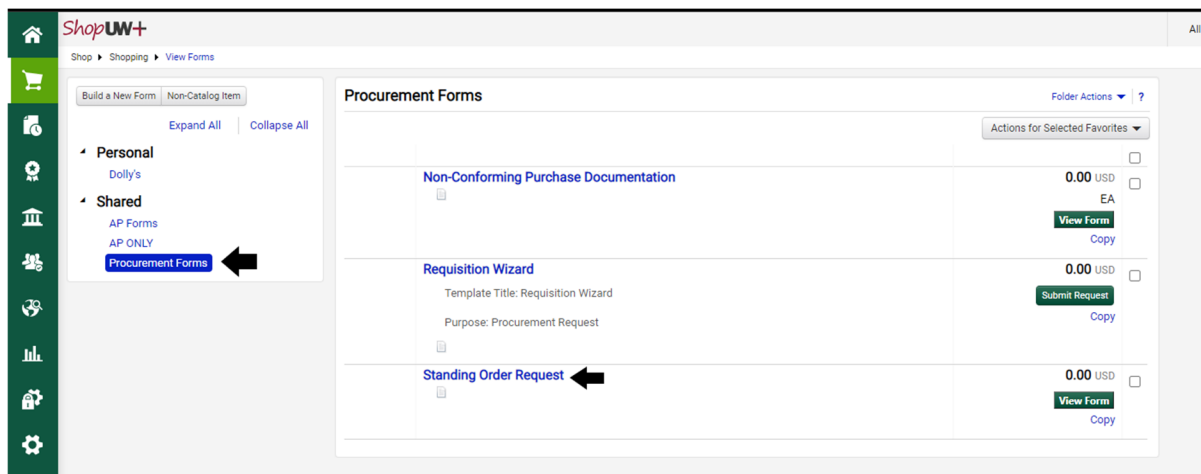 ShopUW+
All
Shop ▸ Shopping ▸ View Forms
Build a New Form Non-Catalog Item
Expand All Collapse All
Personal
Dolly's
Shared
AP Forms
AP ONLY
Procurement Forms
Procurement Forms
Folder Actions ?
Actions for Selected Favorites
Non-Conforming Purchase Documentation
0.00 USD
EA
View Form
Copy
Requisition Wizard
0.00 USD
Template Title: Requisition Wizard
Submit Request
Purpose: Procurement Request
Copy
Standing Order Request
0.00 USD
View Form
Copy